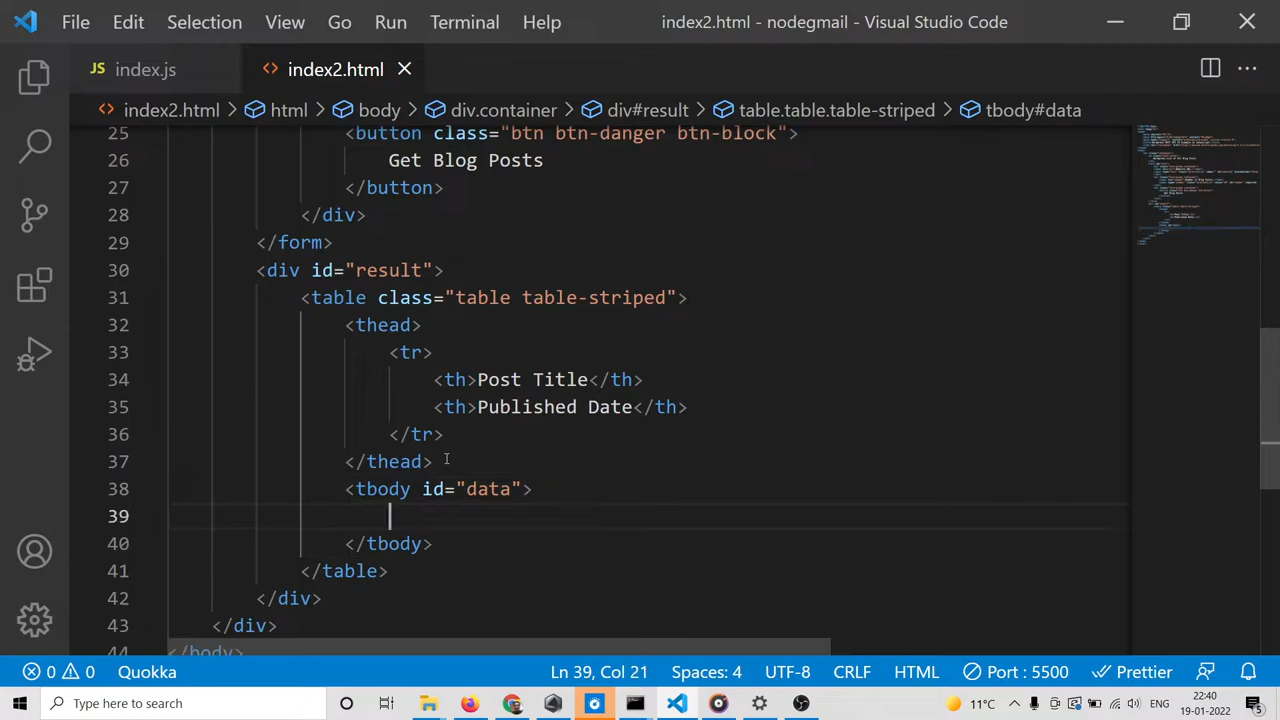 File Edit Selection View Go Run Terminal Help index2.html - nodegmail - Visual Studio Code
JS index.js <> index2.html
<> index2.html > html > body > div.container > div#result > table.table.table-striped > tbody#data
25 <button class="btn btn-danger btn-block">
26 Get Blog Posts
27 </button>
28 </div>
29 </form>
30 <div id="result">
31 <table class="table table-striped">
32 <thead>
33 <tr>
34 <th>Post Title</th>
35 <th>Published Date</th>
36 </tr>
37 </thead>
38 <tbody id="data">
39
40 </tbody>
41 </table>
42 </div>
43 </div>
44 </body>
0 0 Quokka Ln 39, Col 21 Spaces: 4 UTF-8 CRLF HTML Port : 5500 Prettier
Type here to search 11°C ENG 22:40 19-01-2022 5